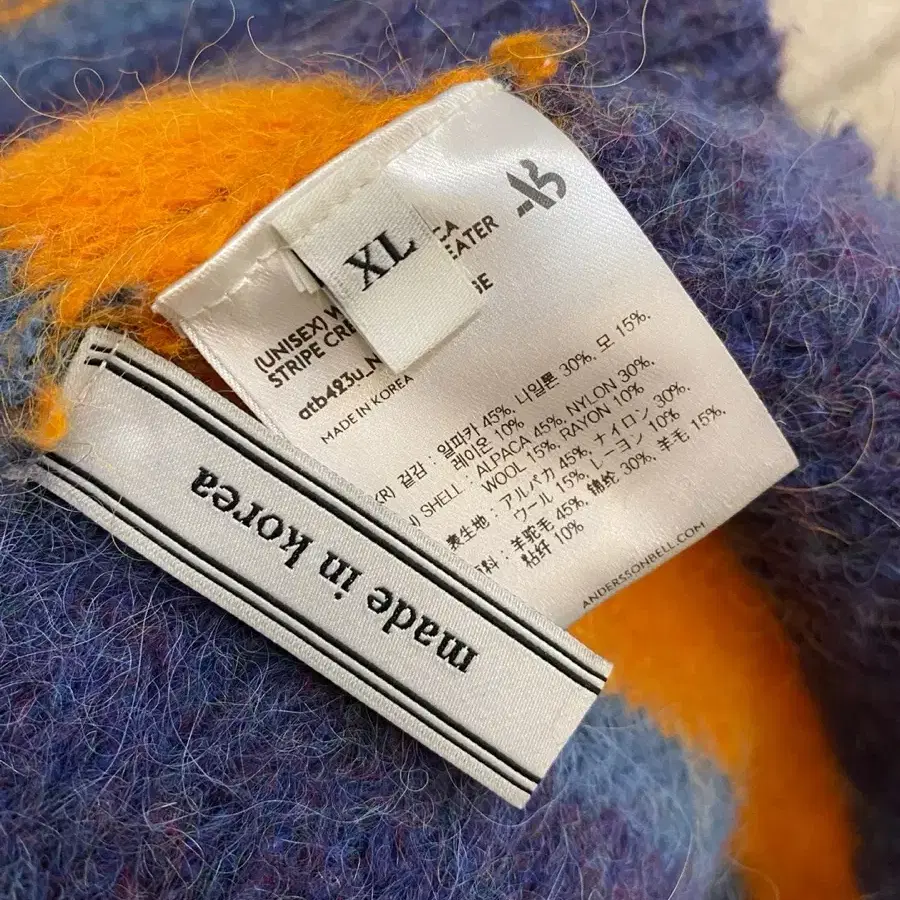 XL
(UNISEX)
STRIPE
EATER
atb423u_N
MADE IN KOREA
겉감 : 알파카 45%, 나일론 30%, 모 15%,
레이온 10%
SHELL : ALPACA 45%, NYLON 30%,
WOOL 15%, RAYON 10%
表生地 : アルパカ 45%, ナイロン 30%,
ウール 15%, レーヨン 10%
羊驼毛 45%, 锦纶 30%, 羊毛 15%,
粘纤 10%
ANDERSSONBELL.COM
made in korea